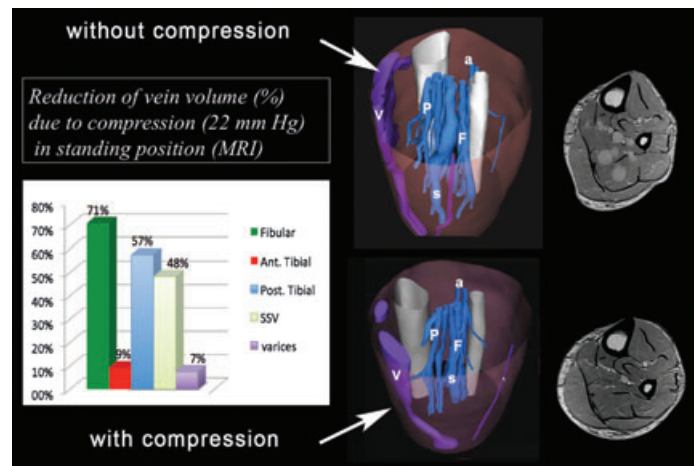 without compression
Reduction of vein volume (%)
due to compression (22 mm Hg)
in standing position (MRI)
80%
70%
60%
50%
40%
30%
20%
10%
00%
71%
9%
57%
48%
7%
Fibular
Ant. Tibial
Post. Tibial
SSV
varices
a
P
V
F
s
a
P
F
V
s
with compression